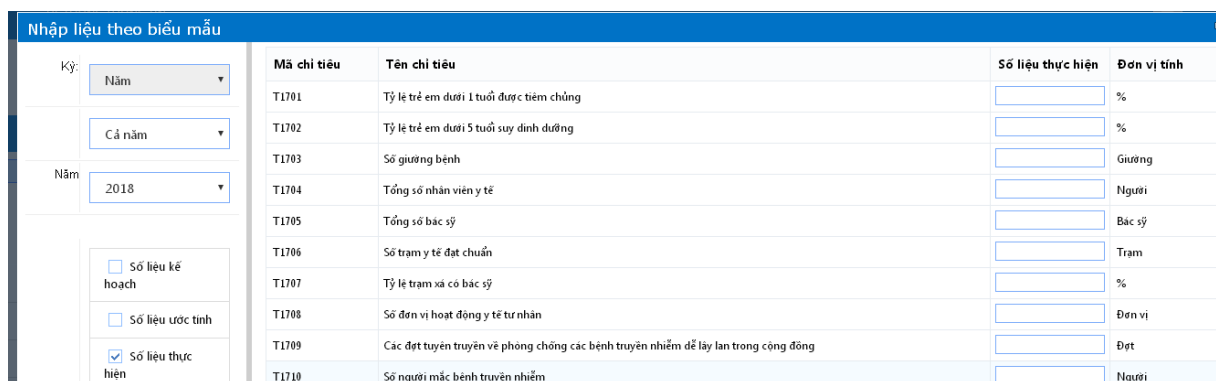 Nhập liệu theo biểu mẫu
Kỳ:
Năm
Cả năm
Năm
2018
Số liệu kế
hoạch
Số liệu ước tính
Số liệu thực
hiện
Mã chỉ tiêu Tên chỉ tiêu Số liệu thực hiện Đơn vị tính
T1701 Tỷ lệ trẻ em dưới 1 tuổi được tiêm chủng %
T1702 Tỷ lệ trẻ em dưới 5 tuổi suy dinh dưỡng %
T1703 Số giường bệnh Giường
T1704 Tổng số nhân viên y tế Người
T1705 Tổng số bác sỹ Bác sỹ
T1706 Số trạm y tế đạt chuẩn Trạm
T1707 Tỷ lệ trạm xá có bác sỹ %
T1708 Số đơn vị hoạt động y tế tư nhân Đơn vị
T1709 Các đợt tuyên truyền về phòng chống các bệnh truyền nhiễm dễ lây lan trong cộng đồng Đợt
T1710 Số người mắc bệnh truyền nhiễm Người